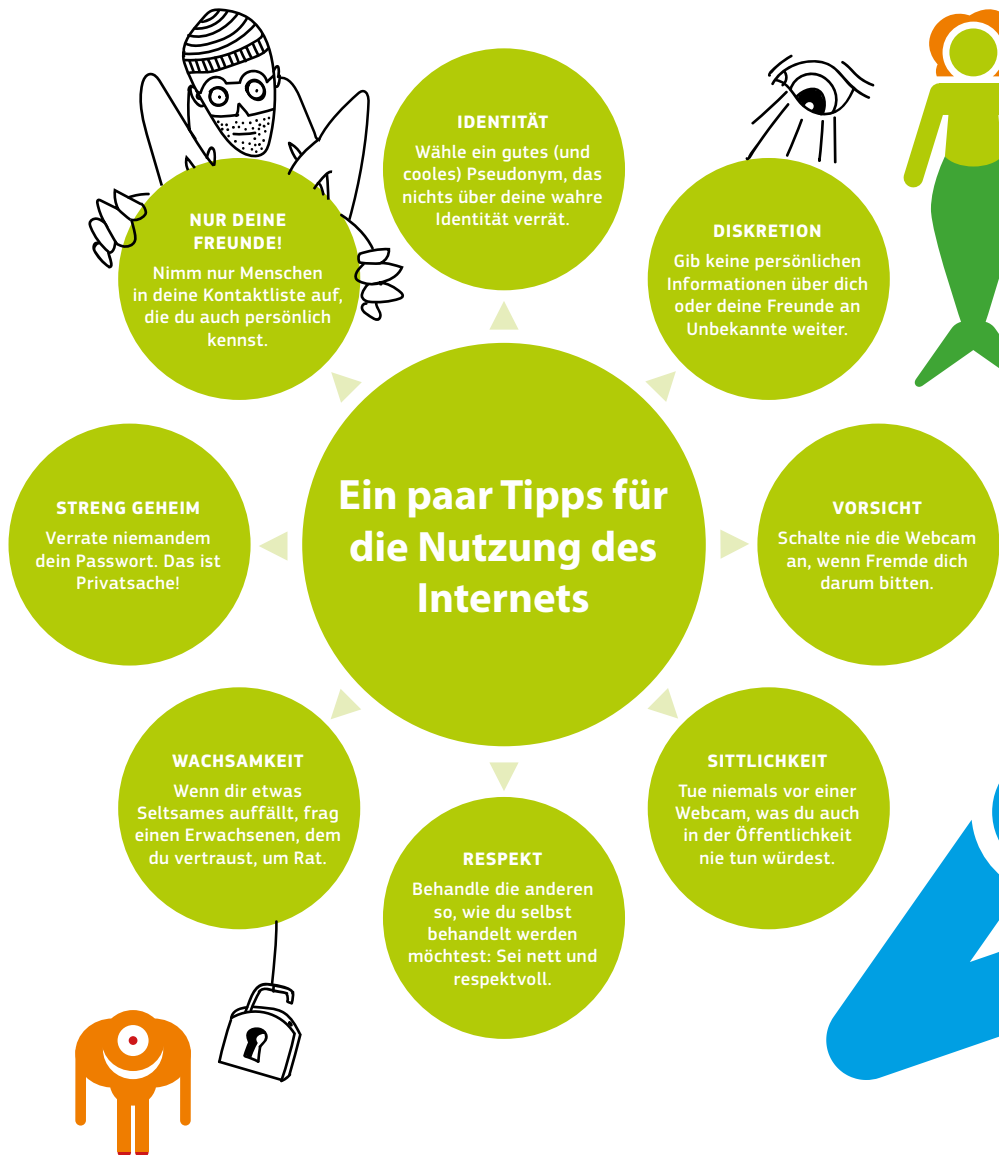 Ein paar Tipps für
die Nutzung des
Internets
IDENTITÄT
Wähle ein gutes (und
cooles) Pseudonym, das
nichts über deine wahre
Identität verrät.
DISKRETION
Gib keine persönlichen
Informationen über dich
oder deine Freunde an
Unbekannte weiter.
VORSICHT
Schalte nie die Webcam
an, wenn Fremde dich
darum bitten.
SITTLICHKEIT
Tue niemals vor einer
Webcam, was du auch
in der Öffentlichkeit
nie tun würdest.
RESPEKT
Behandle die anderen
so, wie du selbst
behandelt werden
möchtest: Sei nett und
respektvoll.
WACHSAMKEIT
Wenn dir etwas
Seltsames auffällt, frag
einen Erwachsenen, dem
du vertraust, um Rat.
STRENG GEHEIM
Verrate niemandem
dein Passwort. Das ist
Privatsache!
NUR DEINE
FREUNDE!
Nimm nur Menschen
in deine Kontaktliste auf,
die du auch persönlich
kennst.